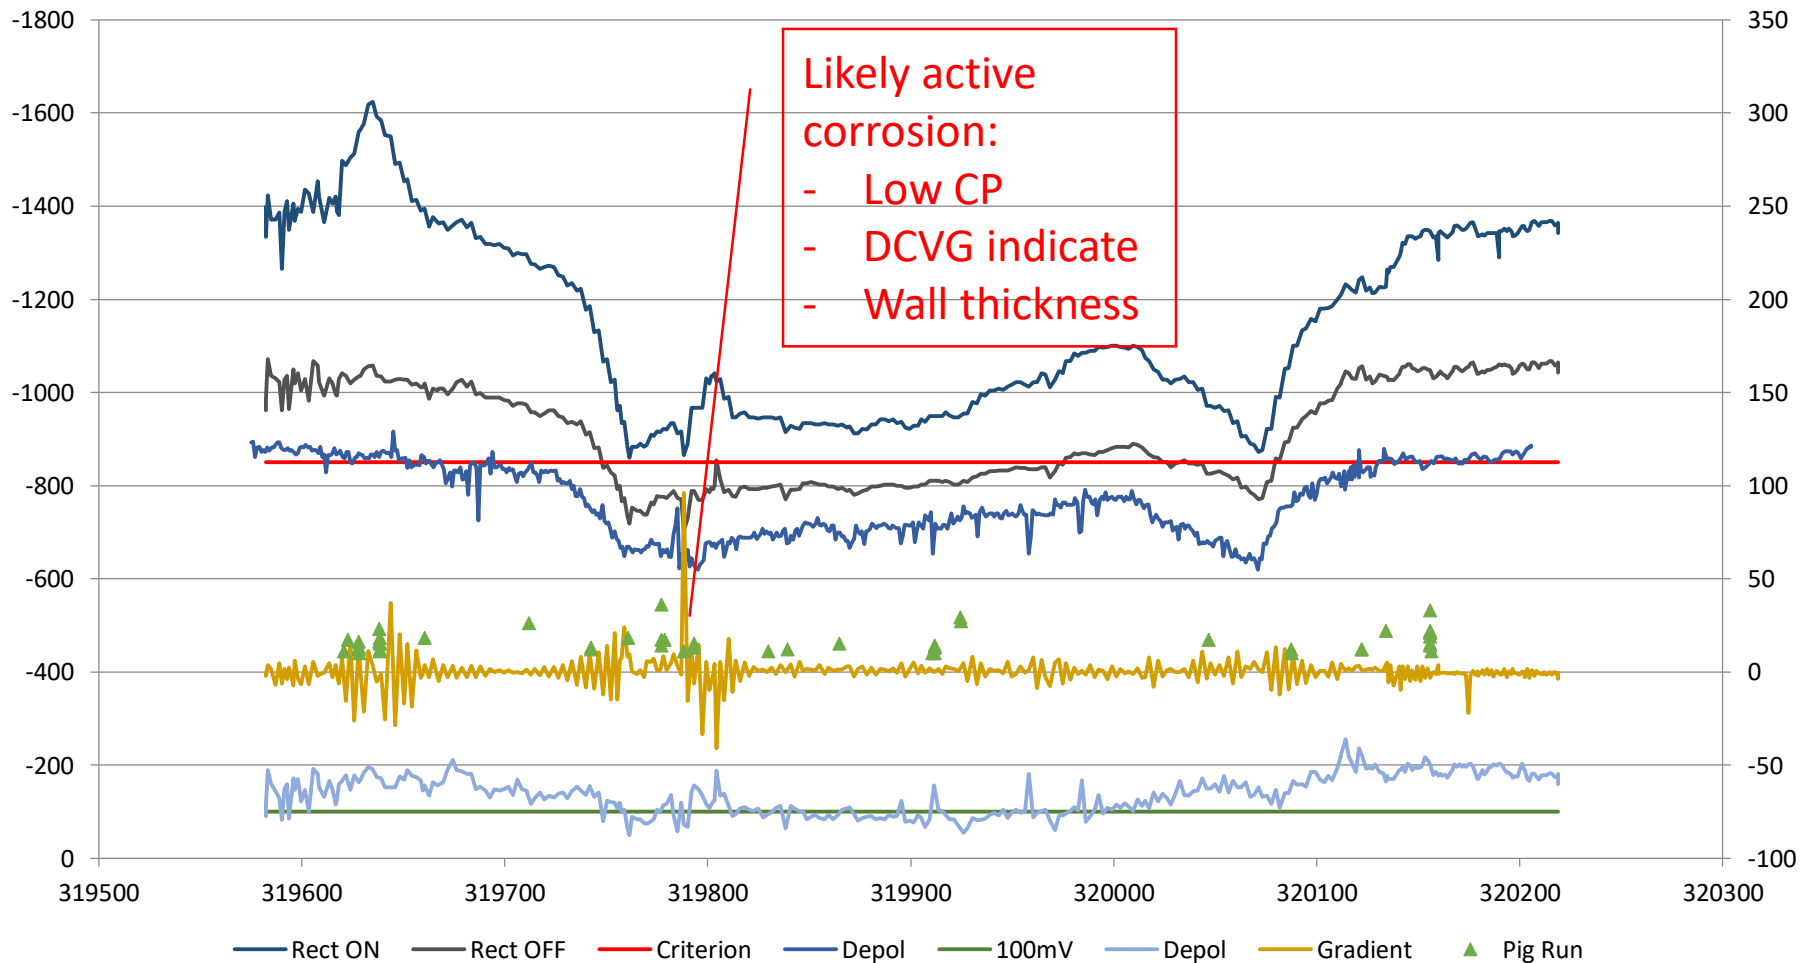 Likely active
corrosion:
- Low CP
- DCVG indicate
- Wall thickness
-1800
-1600
-1400
-1200
-1000
-800
-600
-400
-200
0
350
300
250
200
150
100
50
0
-50
-100
319500 319600 319700 319800 319900 320000 320100 320200 320300
Rect ON Rect OFF Criterion Depol 100mV Depol Gradient Pig Run